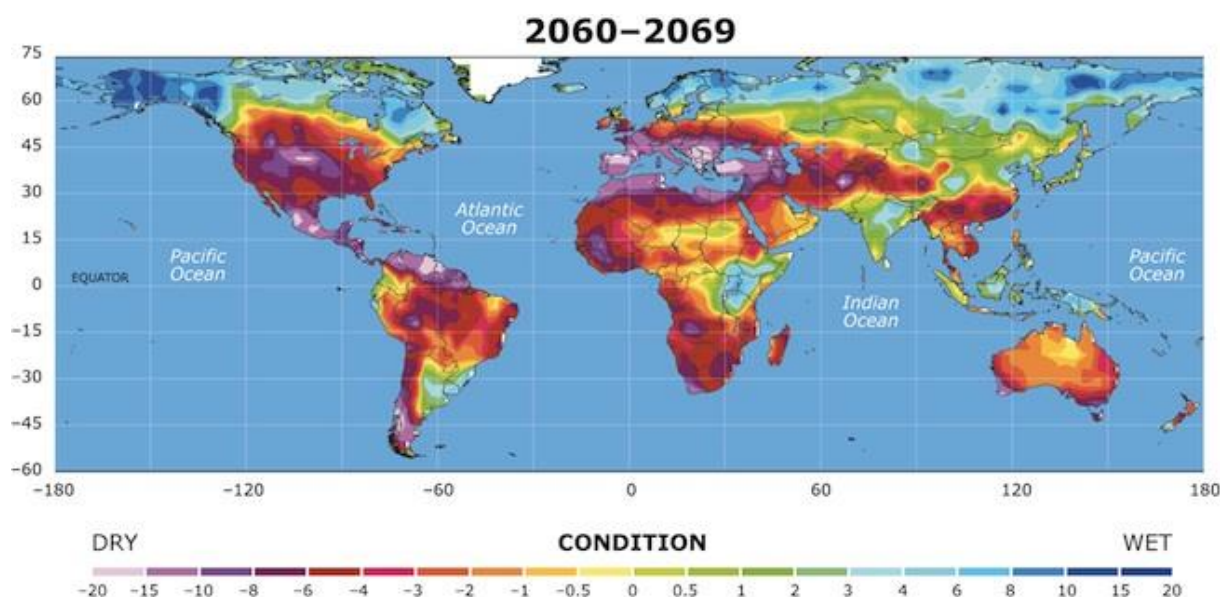 2060–2069
75
60
45
30
15
0
−15
−30
−45
−60
Atlantic
Ocean
Pacific
Ocean
EQUATOR
Pacific
Ocean
Indian
Ocean
−180
−120
−60
0
60
120
180
DRY
CONDITION
WET
−20 −15 −10 −8 −6 −4 −3 −2 −1 −0.5 0 0.5 1 2 3 4 6 8 10 15 20